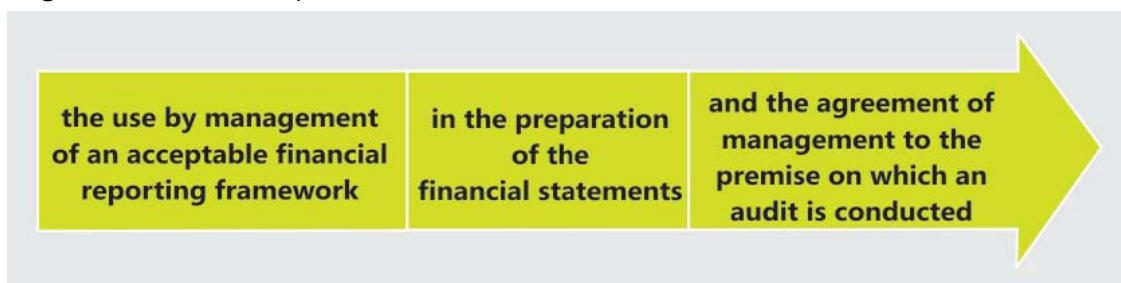 the use by management
of an acceptable financial
reporting framework
in the preparation
of the
financial statements
and the agreement of
management to the
premise on which an
audit is conducted